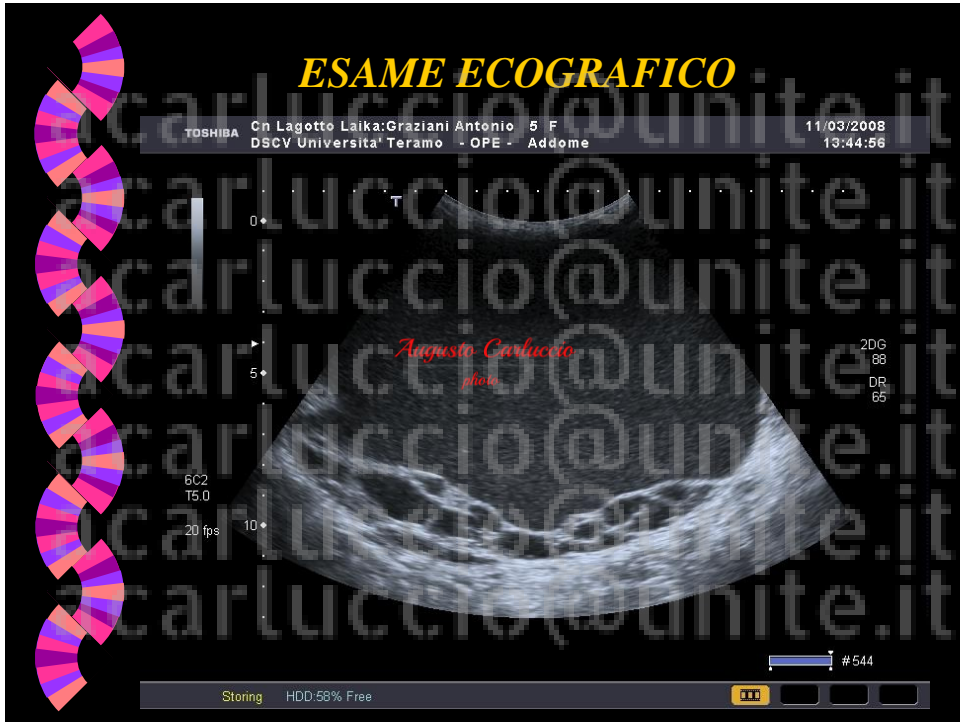 ESAME ECOGRAFICO
TOSHIBA Cn Lagotto Laika:Graziani Antonio 5 F 11/03/2008
DSCV Universita' Teramo - OPE - Addome 13:44:56
T
0
Augusto Carluccio
photo
2DG
88
5
DR
65
6C2
T5.0
20 fps
10
#544
Storing HDD:58% Free
acarluccio@unite.it
acarluccio@unite.it
acarluccio@unite.it
acarluccio@unite.it
acarluccio@unite.it
acarluccio@unite.it
acarluccio@unite.it